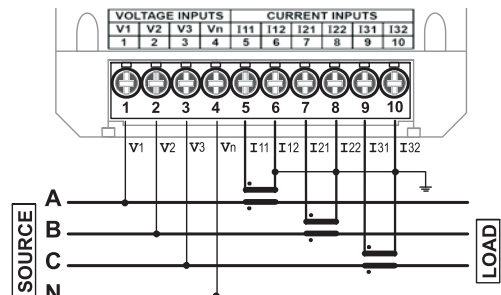 VOLTAGE INPUTS CURRENT INPUTS
V1 V2 V3 Vn I11 I12 I21 I22 I31 I32
1 2 3 4 5 6 7 8 9 10
1 2 3 4 5 6 7 8 9 10
V1 V2 V3 Vn I11 I12 I21 I22 I31 I32
A
B
C
N
SOURCE
LOAD